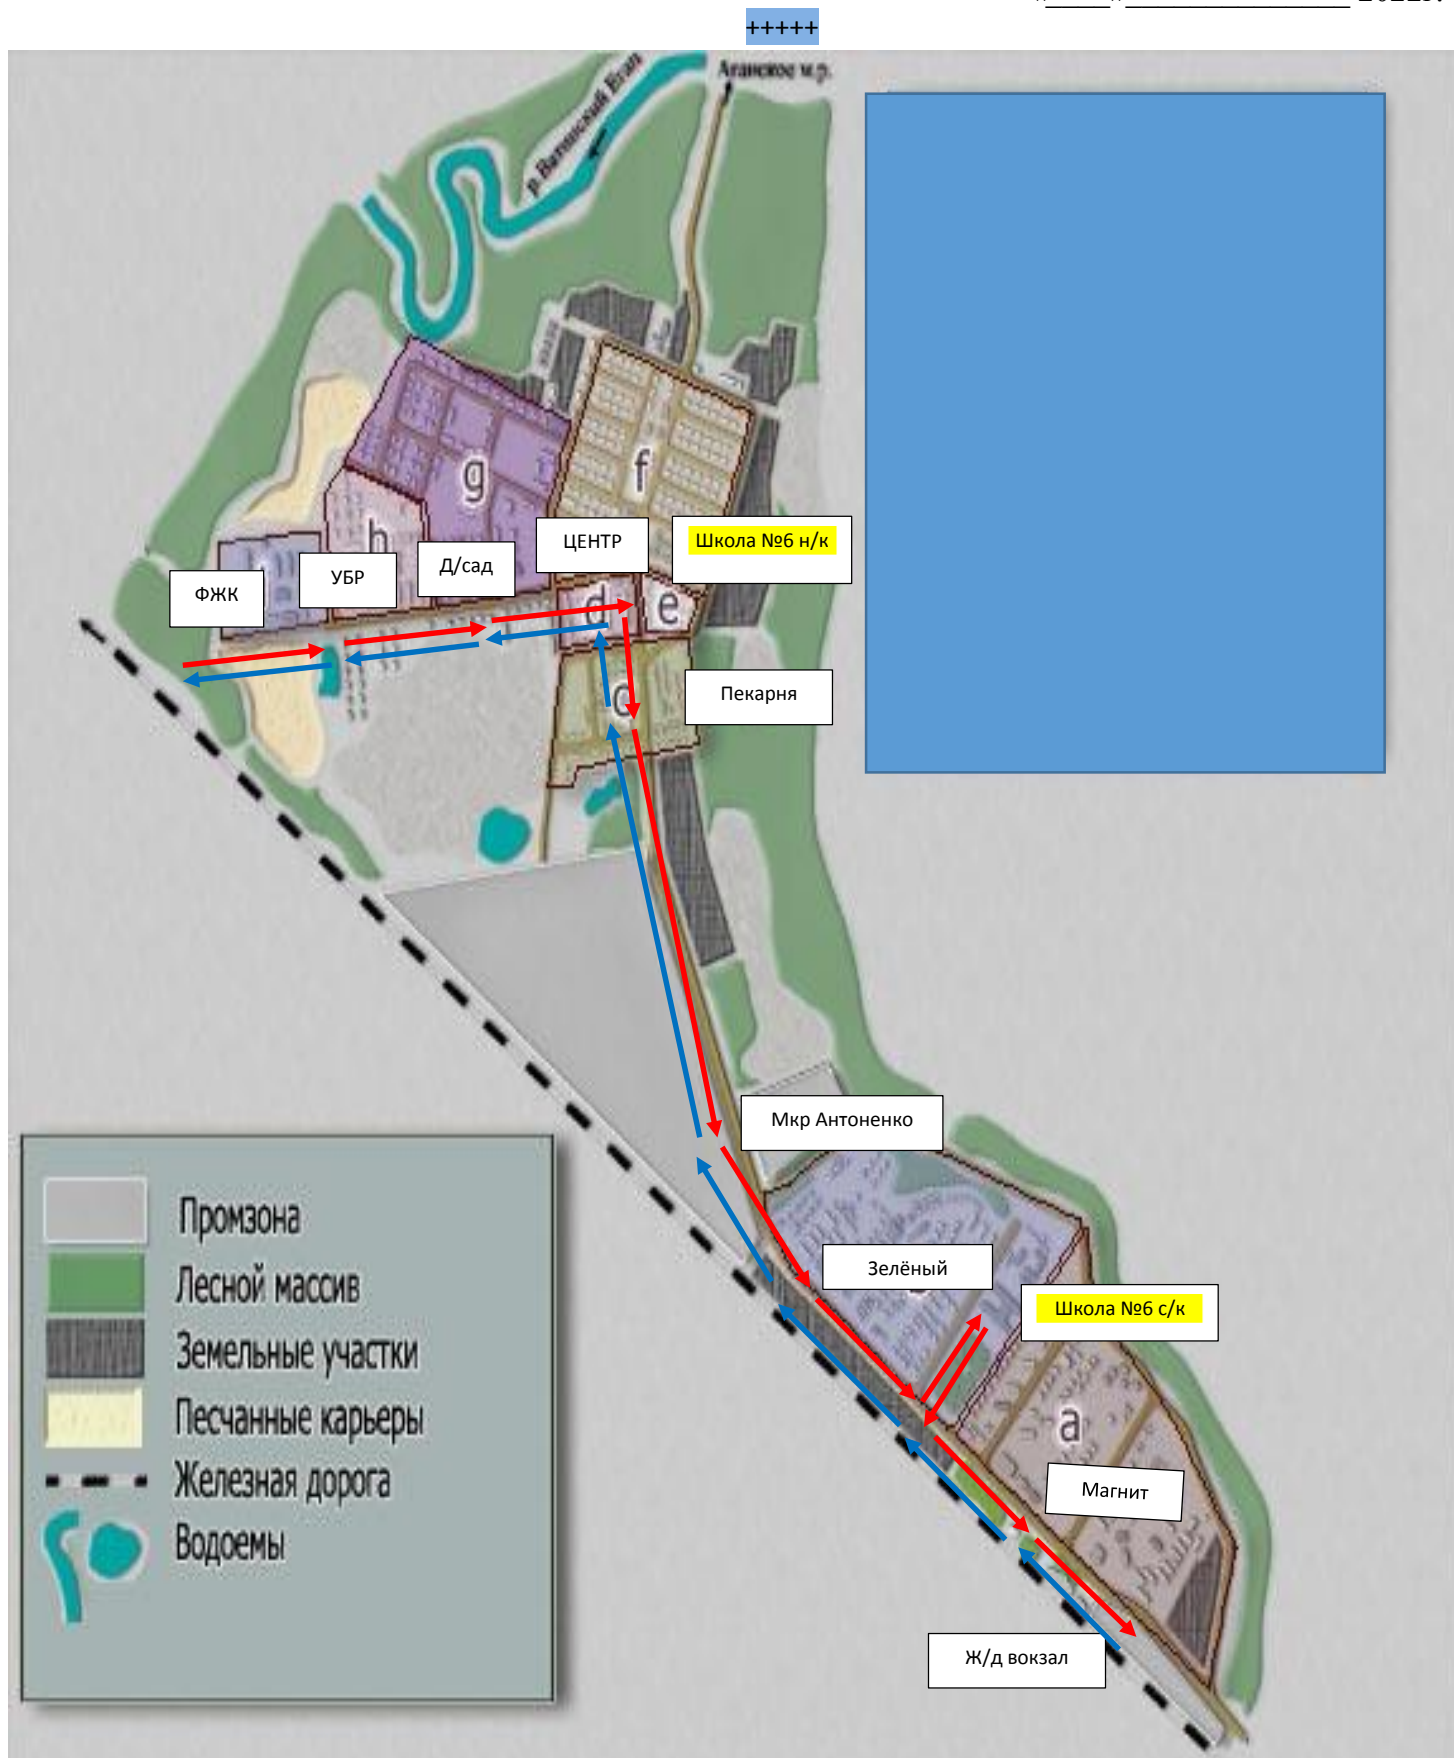 +++++
Аганское м.р.
р.Ватинский Еган
g
f
h
ЦЕНТР
Школа №6 н/к
Д/сад
УБР
ФЖК
d
e
c
Пекарня
Мкр Антоненко
Зелёный
Школа №6 с/к
a
Магнит
Ж/д вокзал
Промзона
Лесной массив
Земельные участки
Песчанные карьеры
Железная дорога
Водоемы